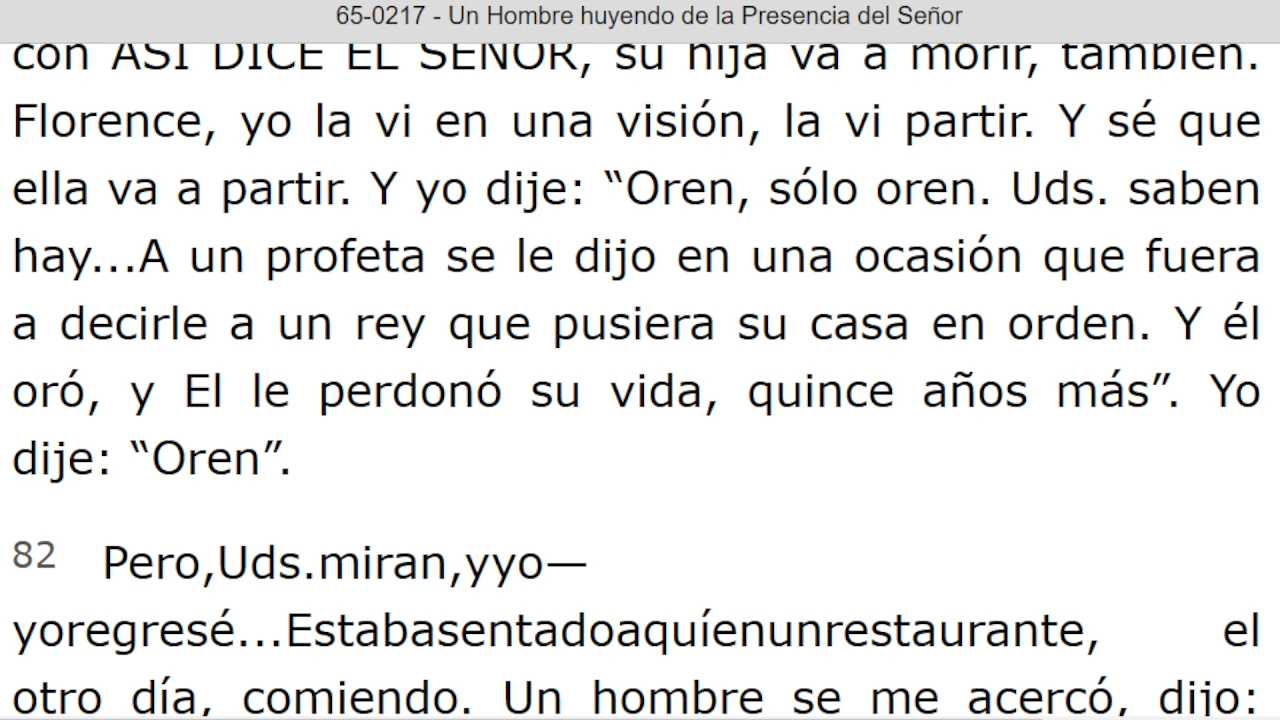 65-0217 - Un Hombre huyendo de la Presencia del Señor
con ASÍ DICE EL SEÑOR, su hija va a morir, también.
Florence, yo la vi en una visión, la vi partir. Y sé que
ella va a partir. Y yo dije: “Oren, sólo oren. Uds. saben
hay...A un profeta se le dijo en una ocasión que fuera
a decirle a un rey que pusiera su casa en orden. Y él
oró, y El le perdonó su vida, quince años más”. Yo
dije: “Oren”.
82 Pero,Uds.miran,yyo—
yoregresé...Estabasentadoaquíenunrestaurante, el
otro día, comiendo. Un hombre se me acercó, dijo: